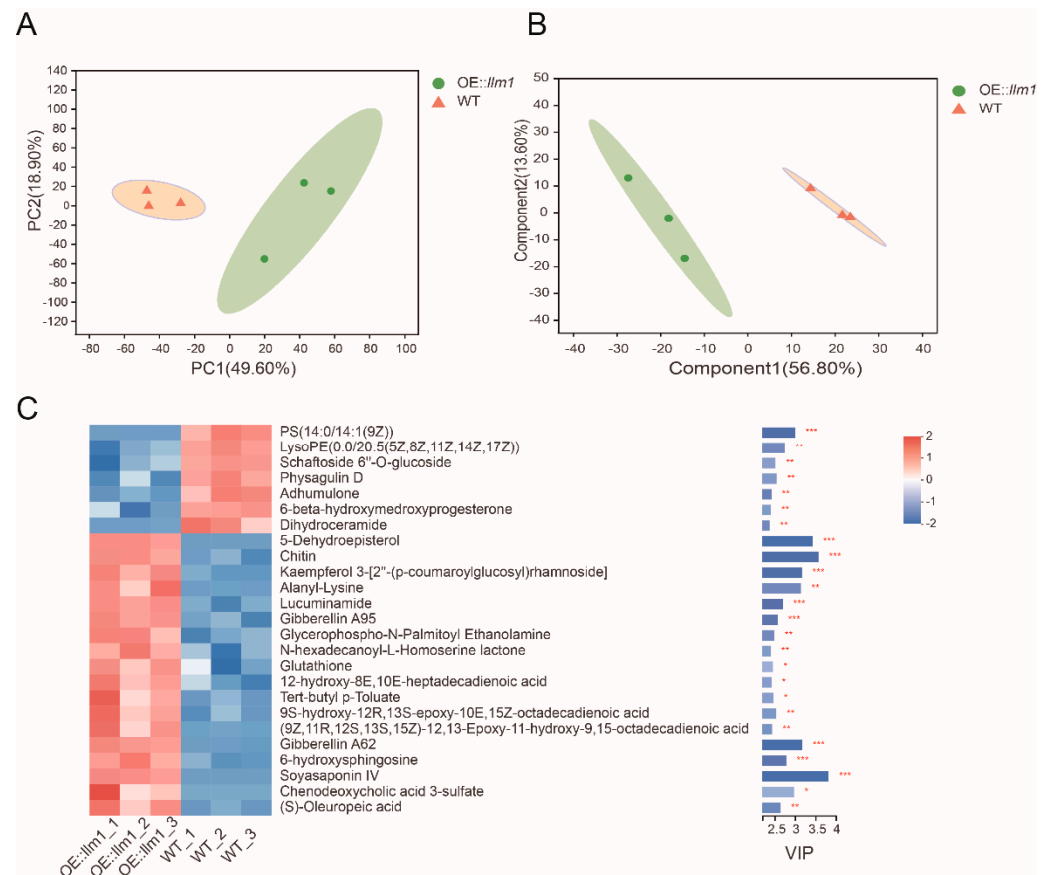 A
B
140
120
100
80
60
40
20
0
-20
-40
-60
-80
-100
-120
PC2(18.90%)
-80 -60 -40 -20 0 20 40 60 80 100
PC1(49.60%)
OE::llm1
WT
50
40
30
20
10
0
-10
-20
-30
-40
Component2(13.60%)
-40 -30 -20 -10 0 10 20 30 40
Component1(56.80%)
OE::llm1
WT
C
PS(14:0/14:1(9Z)) ***
LysoPE(0.0/20.5(5Z,8Z,11Z,14Z,17Z)) **
Schaftoside 6"-O-glucoside **
Physagulin D **
Adhumulone **
6-beta-hydroxymedroxyprogesterone **
Dihydroceramide **
5-Dehydroepisterol ***
Chitin ***
Kaempferol 3-[2"-(p-coumaroylglucosyl)rhamnoside] ***
Alanyl-Lysine **
Lucuminamide ***
Gibberellin A95 ***
Glycerophospho-N-Palmitoyl Ethanolamine **
N-hexadecanoyl-L-Homoserine lactone **
Glutathione *
12-hydroxy-8E,10E-heptadecadienoic acid *
Tert-butyl p-Toluate *
9S-hydroxy-12R,13S-epoxy-10E,15Z-octadecadienoic acid **
(9Z,11R,12S,13S,15Z)-12,13-Epoxy-11-hydroxy-9,15-octadecadienoic acid **
Gibberellin A62 ***
6-hydroxysphingosine ***
Soyasaponin IV ***
Chenodeoxycholic acid 3-sulfate *
(S)-Oleuropeic acid **
OE::llm1_1
OE::llm1_2
OE::llm1_3
WT_1
WT_2
WT_3
2.5 3 3.5 4
VIP
2
1
0
-1
-2